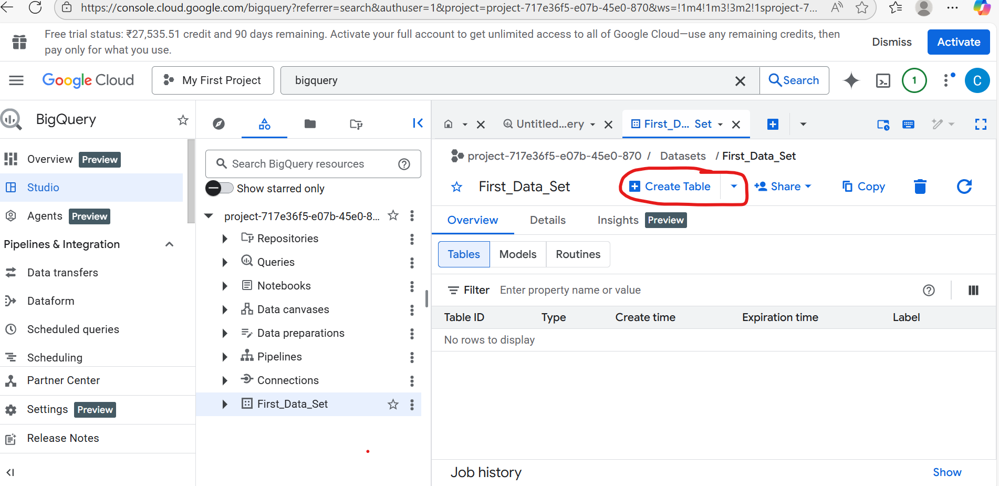 https://console.cloud.google.com/bigquery?referrer=search&authuser=1&project=project-717e36f5-e07b-45e0-870&ws=!1m4!1m3!3m2!1sproject-7...
Free trial status: ₹27,535.51 credit and 90 days remaining. Activate your full account to get unlimited access to all of Google Cloud—use any remaining credits, then
pay only for what you use.
Dismiss
Activate
Google Cloud
My First Project
bigquery
Search
1
C
BigQuery
Overview Preview
Studio
Agents Preview
Pipelines & Integration
Data transfers
Dataform
Scheduled queries
Scheduling
Partner Center
Settings Preview
Release Notes
Search BigQuery resources
Show starred only
project-717e36f5-e07b-45e0-8...
Repositories
Queries
Notebooks
Data canvases
Data preparations
Pipelines
Connections
First_Data_Set
Untitled...ery
First_D... Set
project-717e36f5-e07b-45e0-870 / Datasets / First_Data_Set
First_Data_Set
Create Table
Share
Copy
Overview Details Insights Preview
Tables Models Routines
Filter Enter property name or value
Table ID Type Create time Expiration time Label
No rows to display
Job history
Show